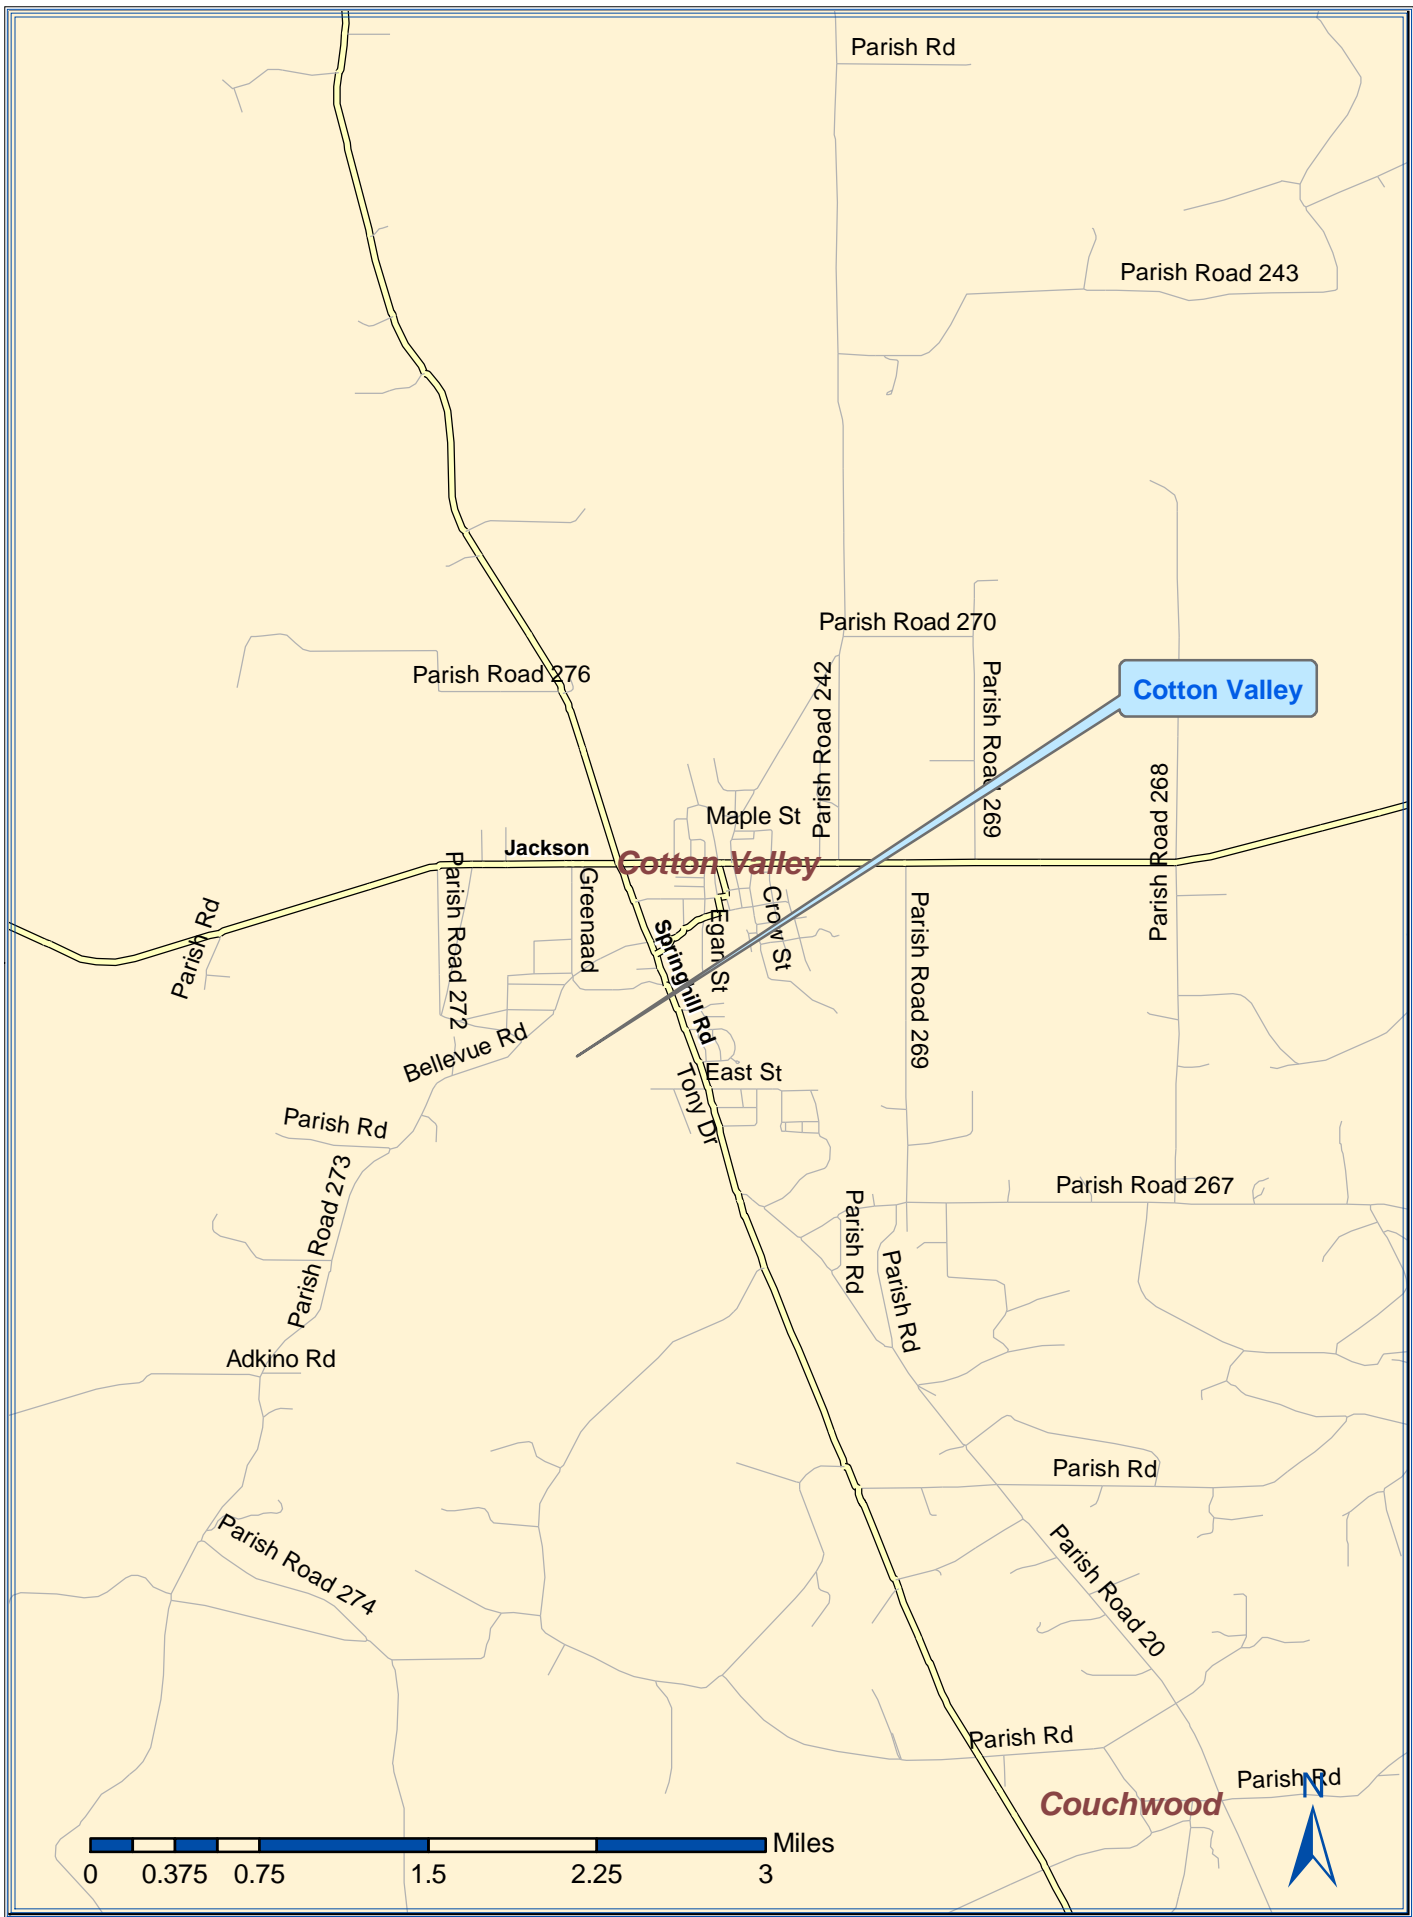 Parish Rd
Parish Road 243
Parish Road 270
Parish Road 276
Parish Road 242
Parish Road 269
Cotton Valley
Parish Road 268
Maple St
Jackson
Cotton Valley
Parish Rd
Parish Road 272
Greenaad
Springhill Rd
Egan St
Crow St
Parish Road 269
Bellevue Rd
East St
Tony Dr
Parish Rd
Parish Road 273
Parish Road 267
Parish Rd
Parish Rd
Adkino Rd
Parish Rd
Parish Road 274
Parish Road 20
Parish Rd
Parish Rd
N
Couchwood
Miles
0 0.375 0.75 1.5 2.25 3